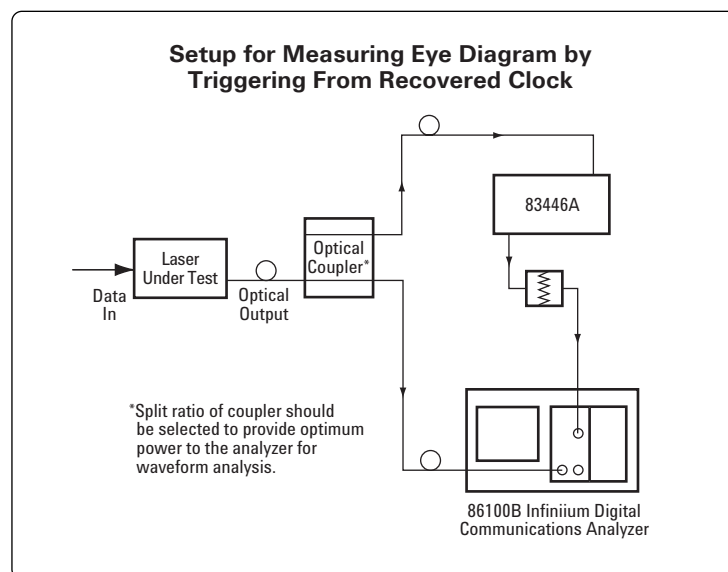 Setup for Measuring Eye Diagram by
Triggering From Recovered Clock
83446A
Optical
Coupler*
Laser
Under Test
Data
In
Optical
Output
*Split ratio of coupler should
be selected to provide optimum
power to the analyzer for
waveform analysis.
86100B Infiniium Digital
Communications Analyzer